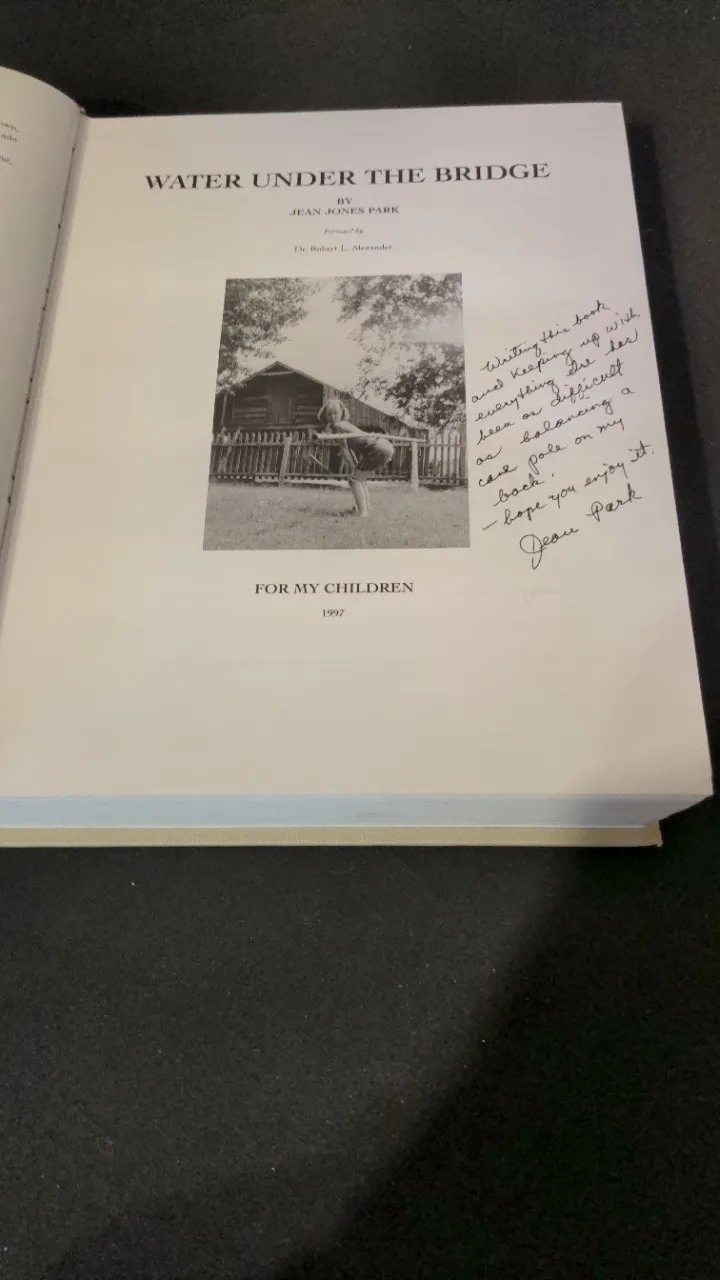 WATER UNDER THE BRIDGE
BY
JEAN JONES PARK
Forward by
Dr. Robert L. Alexander
Writing this book
and keeping up with
everything else has
been as difficult
as balancing a
cane pole on my
back.
– hope you enjoy it.
Jean Park
FOR MY CHILDREN
1997